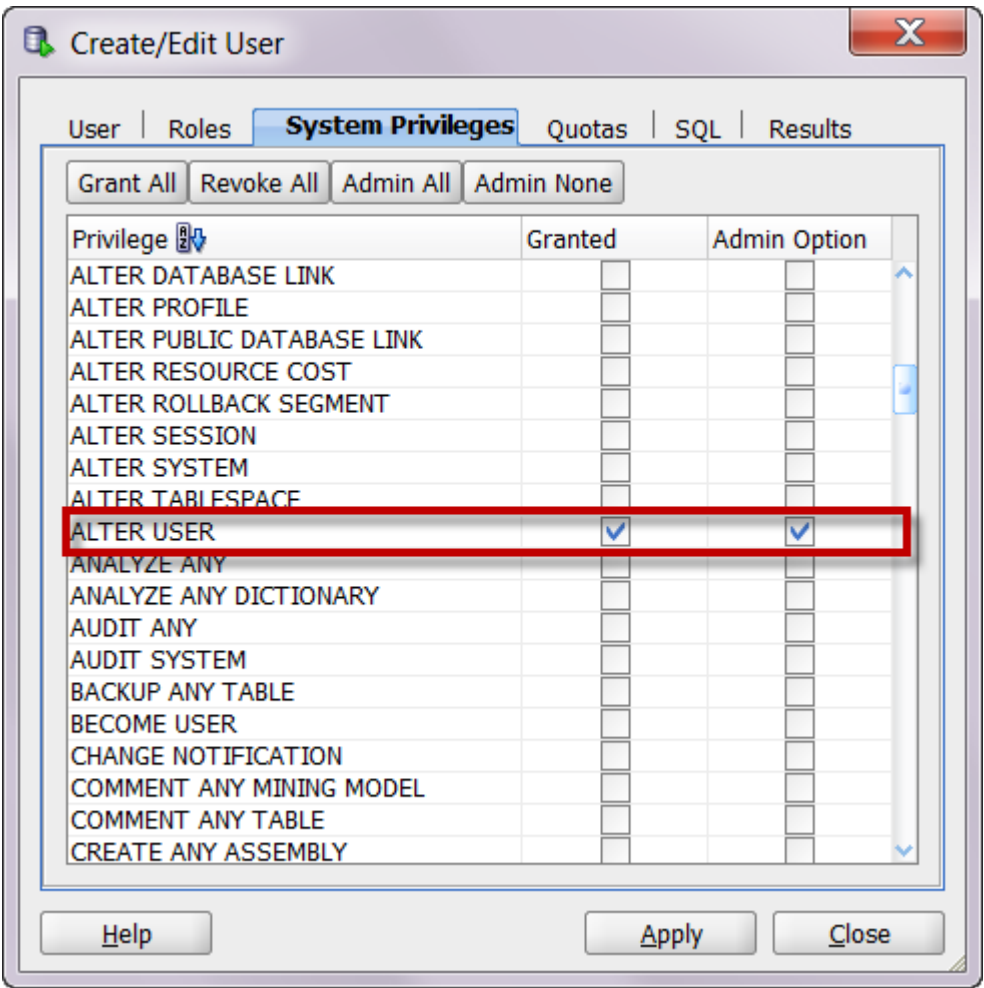 Create/Edit User
User Roles System Privileges Quotas SQL Results
Grant All Revoke All Admin All Admin None
Privilege Granted Admin Option
ALTER DATABASE LINK
ALTER PROFILE
ALTER PUBLIC DATABASE LINK
ALTER RESOURCE COST
ALTER ROLLBACK SEGMENT
ALTER SESSION
ALTER SYSTEM
ALTER TABLESPACE
ALTER USER
ANALYZE ANY
ANALYZE ANY DICTIONARY
AUDIT ANY
AUDIT SYSTEM
BACKUP ANY TABLE
BECOME USER
CHANGE NOTIFICATION
COMMENT ANY MINING MODEL
COMMENT ANY TABLE
CREATE ANY ASSEMBLY
Help Apply Close